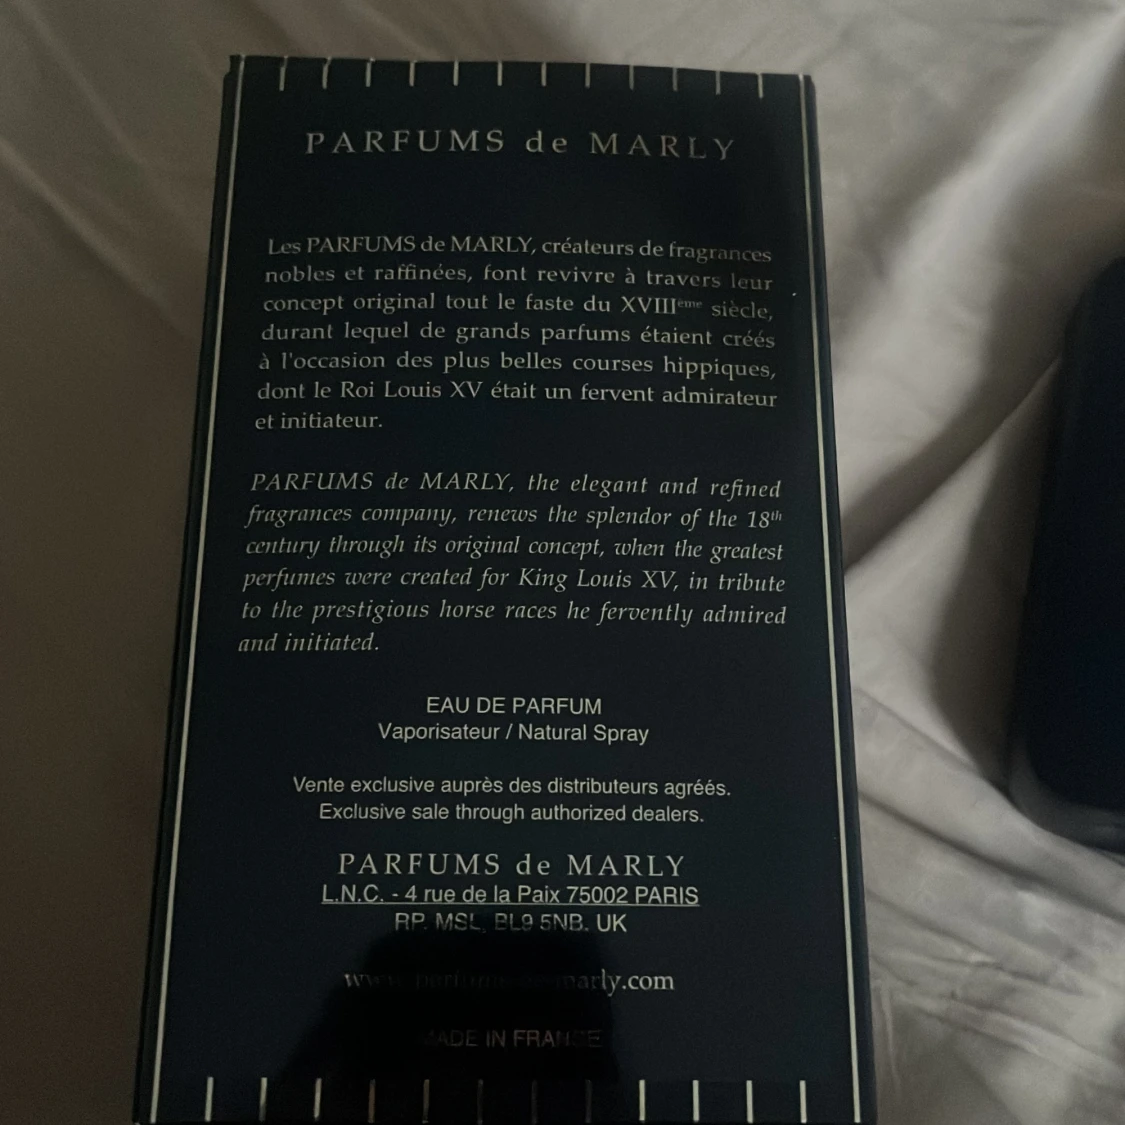 PARFUMS de MARLY
Les PARFUMS de MARLY, créateurs de fragrances
nobles et raffinées, font revivre à travers leur
concept original tout le faste du XVIIIème siècle,
durant lequel de grands parfums étaient créés
à l'occasion des plus belles courses hippiques,
dont le Roi Louis XV était un fervent admirateur
et initiateur.
PARFUMS de MARLY, the elegant and refined
fragrances company, renews the splendor of the 18th
century through its original concept, when the greatest
perfumes were created for King Louis XV, in tribute
to the prestigious horse races he fervently admired
and initiated.
EAU DE PARFUM
Vaporisateur / Natural Spray
Vente exclusive auprès des distributeurs agréés.
Exclusive sale through authorized dealers.
PARFUMS de MARLY
L.N.C. - 4 rue de la Paix 75002 PARIS
RP. MSL, BL9 5NB. UK
marly.com
MADE IN FRANCE